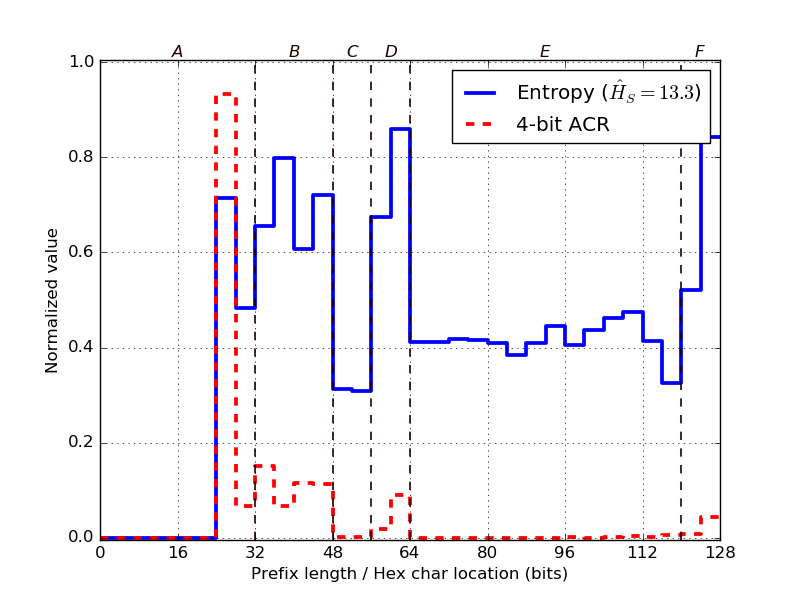 A B C D E F
1.0
0.8
0.6
0.4
0.2
0.0
Normalized value
Entropy (Ĥ_S = 13.3)
4-bit ACR
0 16 32 48 64 80 96 112 128
Prefix length / Hex char location (bits)